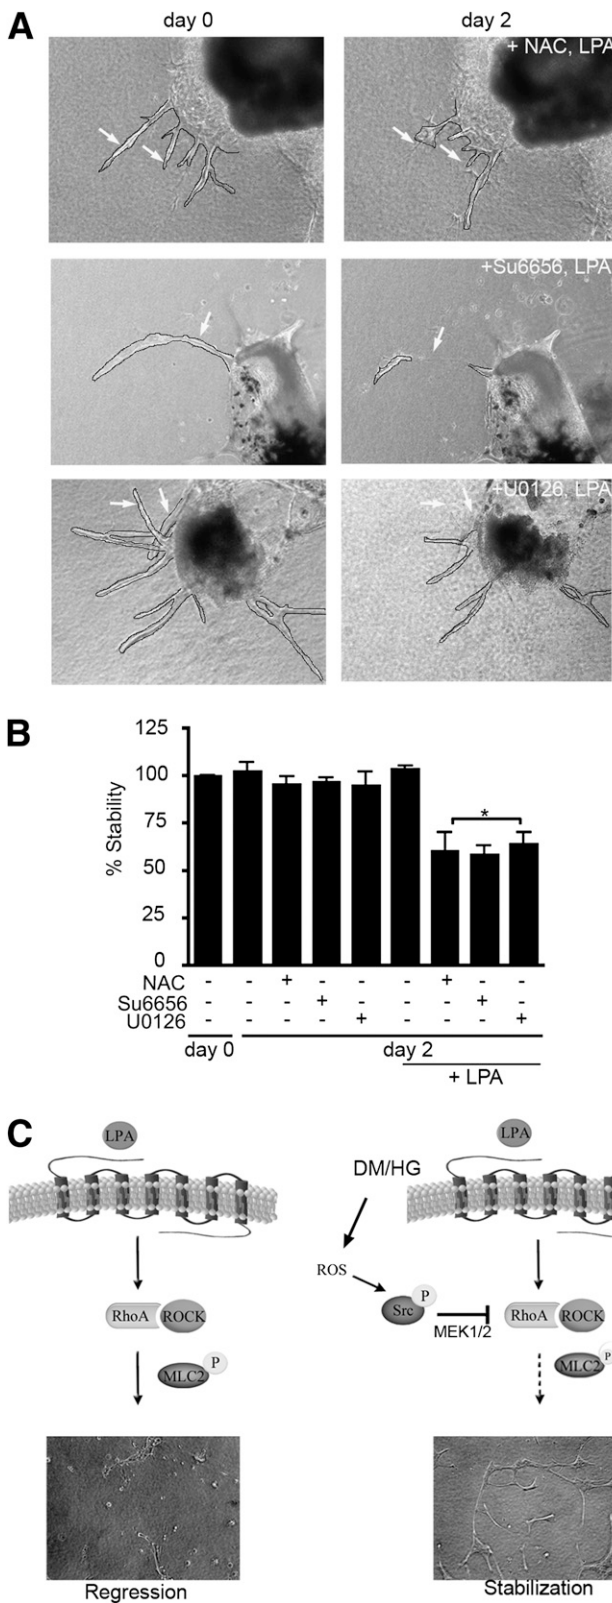 A
day 0 day 2
+ NAC, LPA
+Su6656, LPA
+U0126, LPA
B
125
100
75
50
25
0
% Stability
*
NAC - - + - - - + - -
Su6656 - - - + - - - + -
U0126 - - - - + - - - +
day 0 day 2
+ LPA
C
LPA LPA
DM/HG
ROS
P
Src
MEK1/2
RhoA ROCK RhoA ROCK
P P
MLC2 MLC2
Regression Stabilization